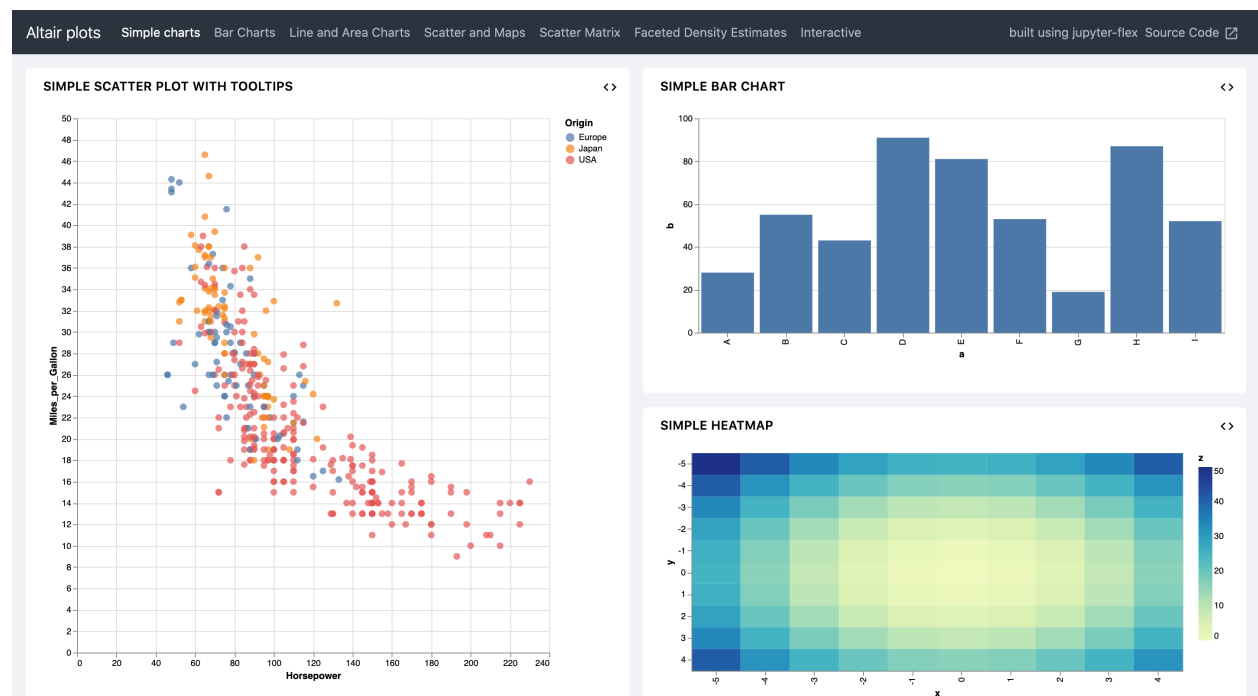 Altair plots Simple charts Bar Charts Line and Area Charts Scatter and Maps Scatter Matrix Faceted Density Estimates Interactive built using jupyter-flex Source Code
SIMPLE SCATTER PLOT WITH TOOLTIPS
50
48
46
44
42
40
38
36
34
32
30
28
26
24
22
20
18
16
14
12
10
8
6
4
2
0
Miles_per_Gallon
0 20 40 60 80 100 120 140 160 180 200 220 240
Horsepower
Origin
Europe
Japan
USA
SIMPLE BAR CHART
100
80
60
40
20
0
b
A B C D E F G H I
a
SIMPLE HEATMAP
-5
-4
-3
-2
-1
0
1
2
3
4
y
-5 -4 -3 -2 -1 0 1 2 3 4
x
z
50
40
30
20
10
0